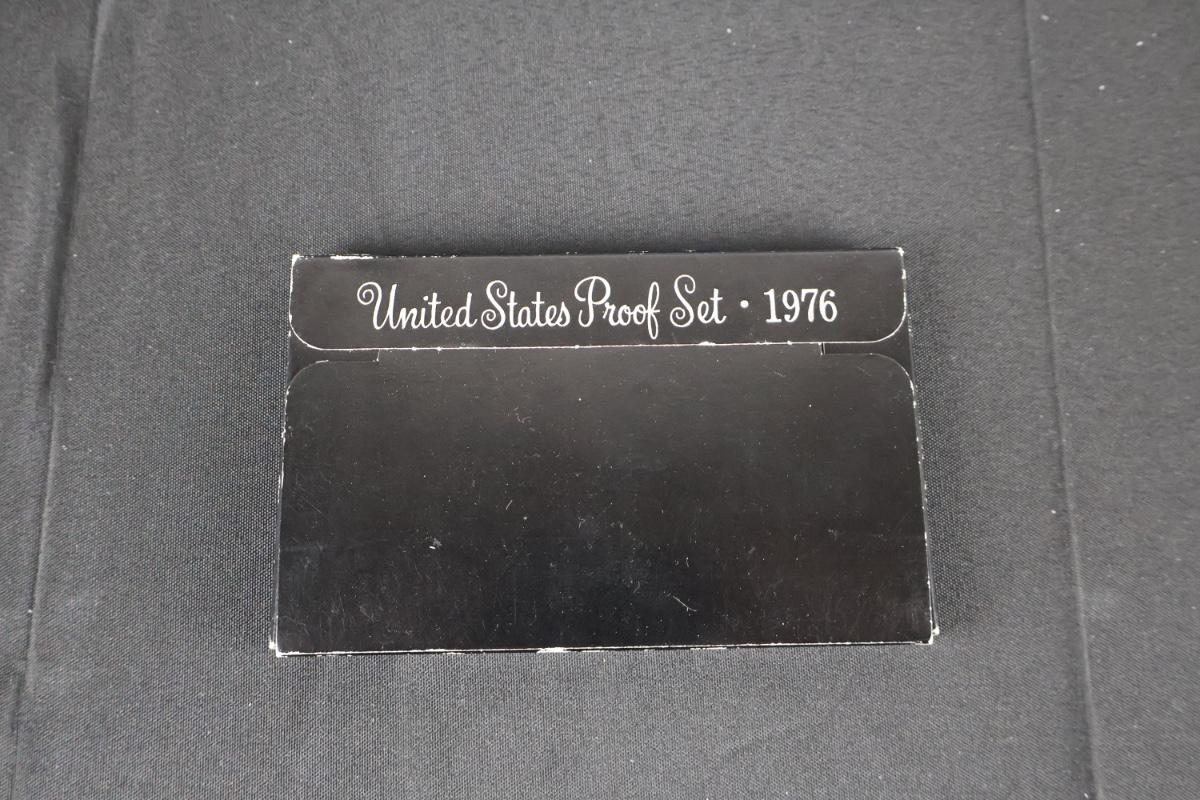 United States Proof Set · 1976